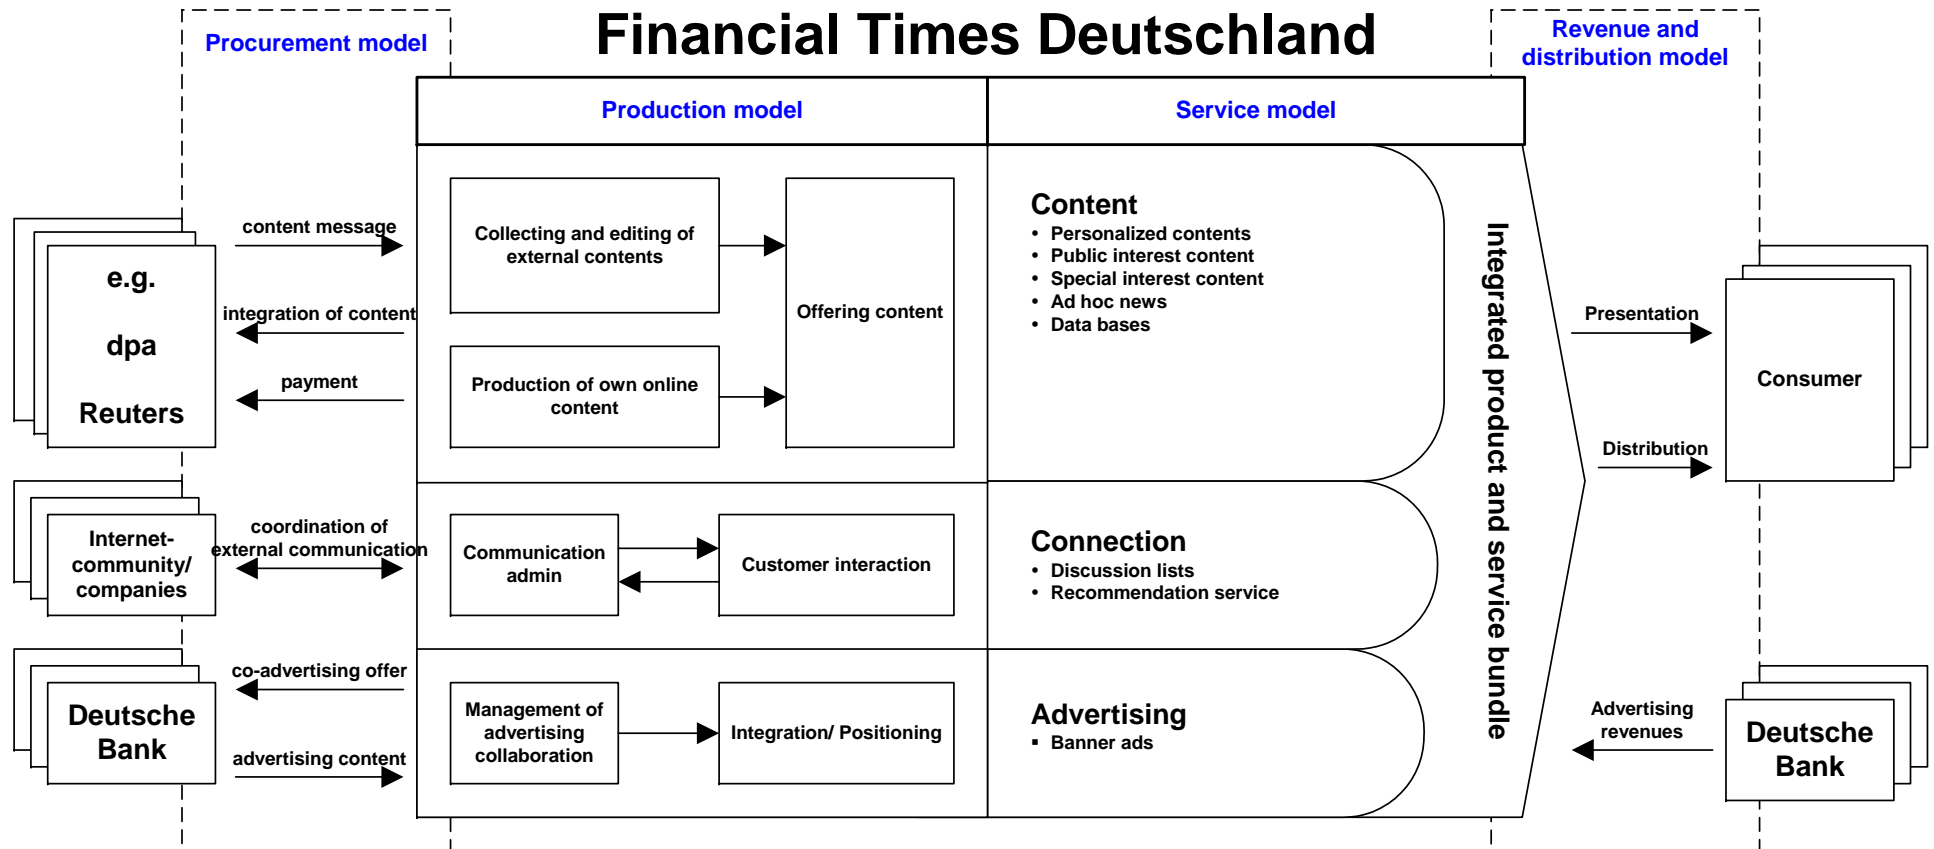 Financial Times Deutschland
Procurement model
Revenue and
distribution model
Production model
Service model
e.g.
dpa
Reuters
content message
integration of content
payment
Collecting and editing of
external contents
Production of own online
content
Offering content
Content
• Personalized contents
• Public interest content
• Special interest content
• Ad hoc news
• Data bases
Integrated product and service bundle
Presentation
Distribution
Consumer
Internet-
community/
companies
coordination of
external communication
Communication
admin
Customer interaction
Connection
• Discussion lists
• Recommendation service
Deutsche
Bank
co-advertising offer
advertising content
Management of
advertising
collaboration
Integration/ Positioning
Advertising
▪ Banner ads
Advertising
revenues
Deutsche
Bank